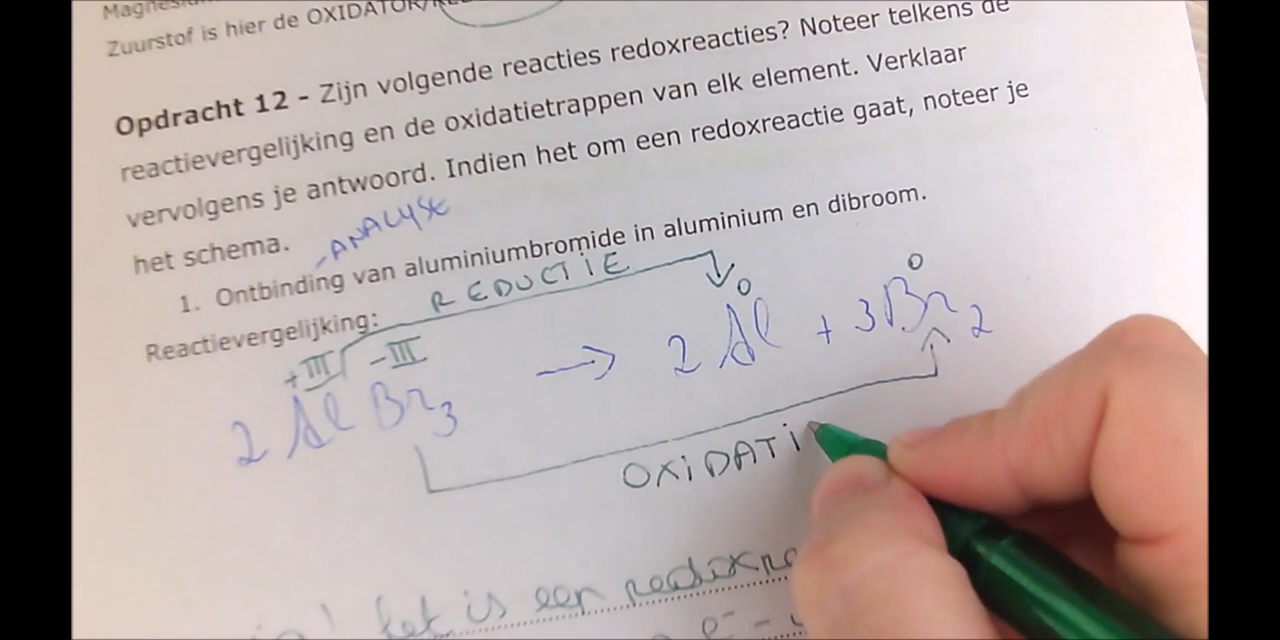 Zuurstof is hier de OXIDATOR/
Opdracht 12 - Zijn volgende reacties redoxreacties? Noteer telkens de
reactievergelijking en de oxidatietrappen van elk element. Verklaar
vervolgens je antwoord. Indien het om een redoxreactie gaat, noteer je
het schema.
- ANALYSE
1. Ontbinding van aluminiumbromide in aluminium en dibroom.
Reactievergelijking:
REDUCTIE
+III -III 0 0
2 Al Br3 → 2 Al + 3 Br2
OXIDATI
het is een redoxre
e⁻ -